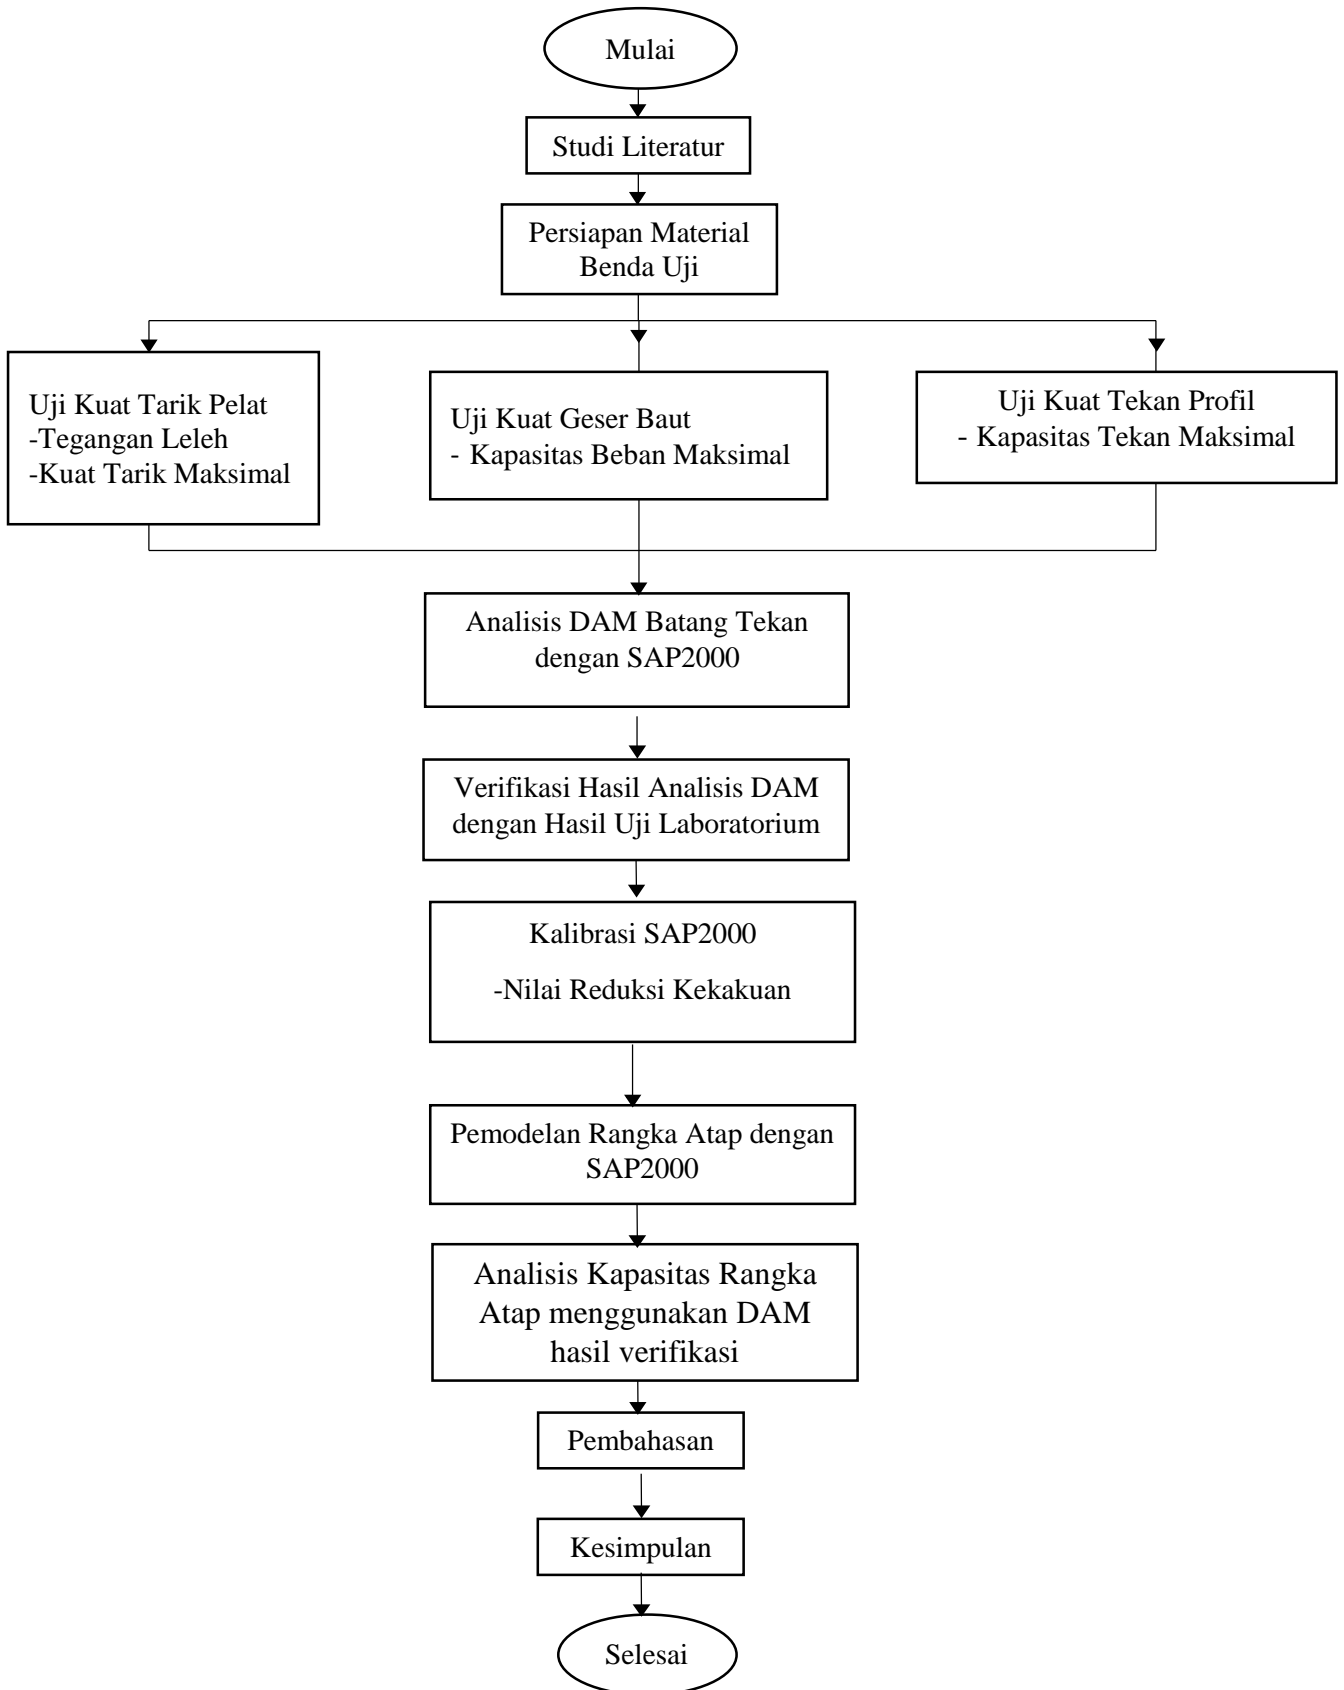 Mulai
Studi Literatur
Persiapan Material
Benda Uji
Uji Kuat Tarik Pelat
-Tegangan Leleh
-Kuat Tarik Maksimal
Uji Kuat Geser Baut
- Kapasitas Beban Maksimal
Uji Kuat Tekan Profil
- Kapasitas Tekan Maksimal
Analisis DAM Batang Tekan
dengan SAP2000
Verifikasi Hasil Analisis DAM
dengan Hasil Uji Laboratorium
Kalibrasi SAP2000
-Nilai Reduksi Kekakuan
Pemodelan Rangka Atap dengan
SAP2000
Analisis Kapasitas Rangka
Atap menggunakan DAM
hasil verifikasi
Pembahasan
Kesimpulan
Selesai